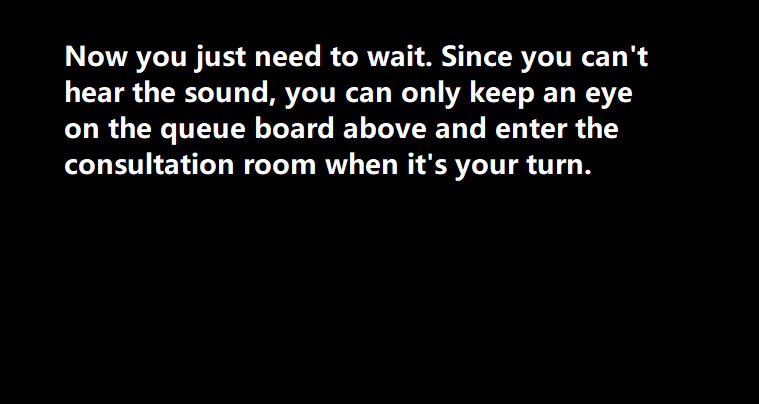 Now you just need to wait. Since you can't
hear the sound, you can only keep an eye
on the queue board above and enter the
consultation room when it's your turn.